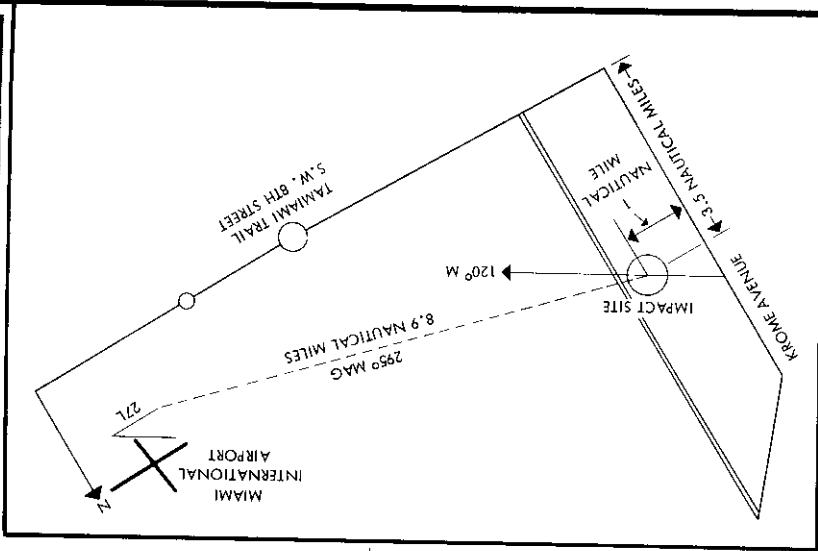 MIAMI
INTERNATIONAL
AIRPORT
N
27L
295° MAG
8.9 NAUTICAL MILES
IMPACT SITE
KROME AVENUE
120° M
1
NAUTICAL
MILE
3.5 NAUTICAL MILES
TAMIAMI TRAIL
S.W. 8TH STREET